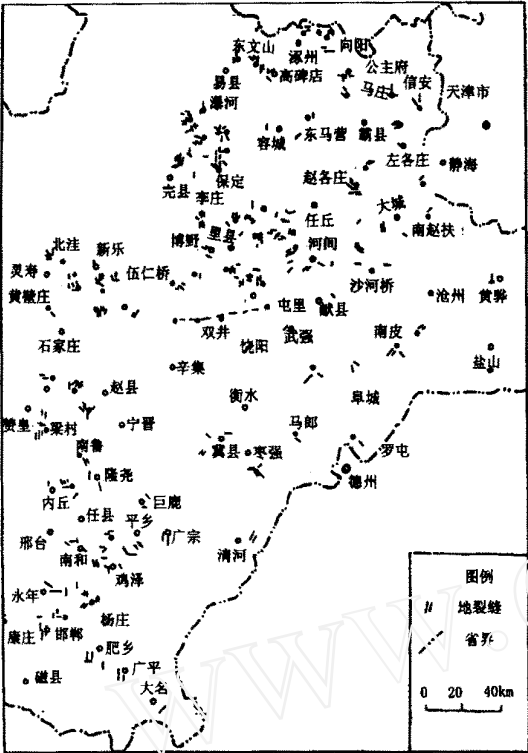 东文山
涿州
向阳
公主府
易县
高碑店
马庄
信安
天津市
瀑河
容城
东马营
霸县
左各庄
静海
完县
保定
赵各庄
李庄
大城
任丘
南赵扶
博野
蠡县
河间
北洼
新乐
灵寿
伍仁桥
沙河桥
黄骅
沧州
屯里
献县
双井
石家庄
饶阳
武强
南皮
盐山
辛集
赵县
衡水
阜城
赞皇
梁村
宁晋
马郎
南鲁
冀县
枣强
罗屯
隆尧
德州
内丘
巨鹿
任县
平乡
邢台
广宗
南和
清河
鸡泽
永年
杨庄
康庄
邯郸
肥乡
广平
磁县
大名
图例
地裂缝
省界
0 20 40km
WWW.